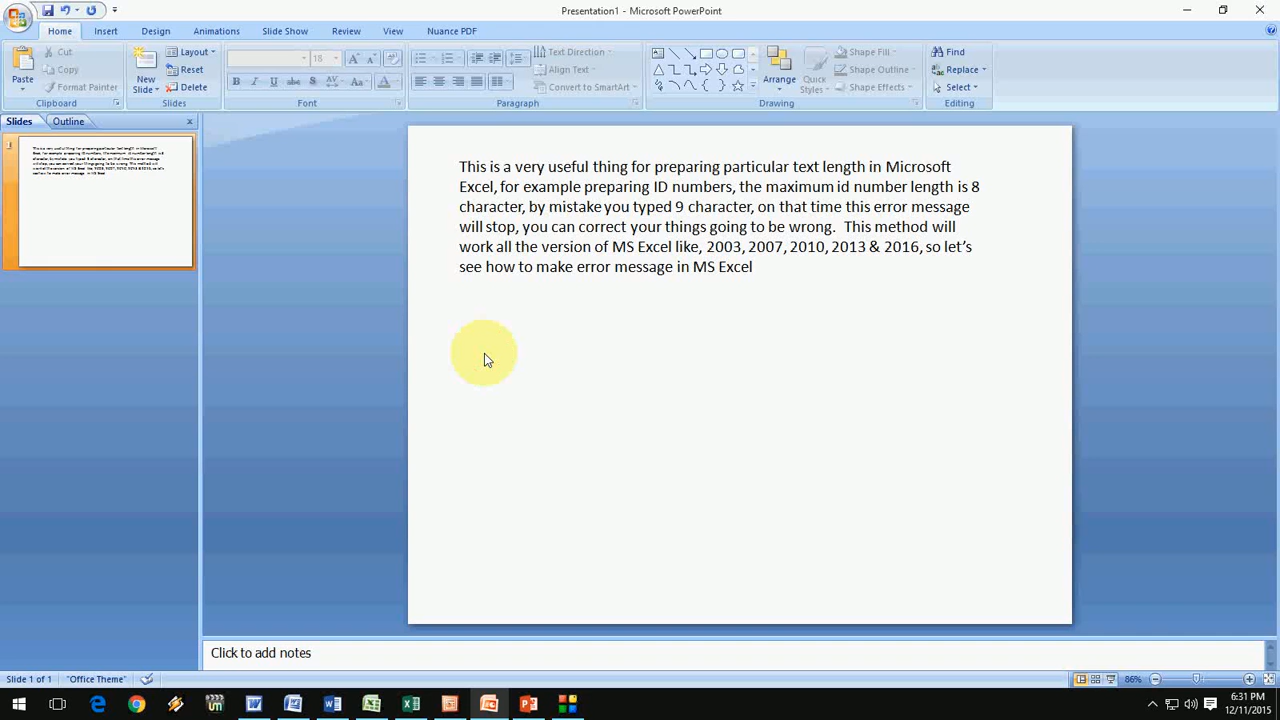 Presentation1 - Microsoft PowerPoint
Home Insert Design Animations Slide Show Review View Nuance PDF
Paste
Cut
Copy
Format Painter
Clipboard
New
Slide
Layout
Reset
Delete
Slides
18
B I U abc S AV Aa A
Font
Text Direction
Align Text
Convert to SmartArt
Paragraph
Arrange
Quick
Styles
Shape Fill
Shape Outline
Shape Effects
Drawing
Find
Replace
Select
Editing
Slides Outline
1
This is a very useful thing for preparing particular text length in Microsoft
Excel, for example preparing ID numbers, the maximum id number length is 8
character, by mistake you typed 9 character, on that time this error message
will stop, you can correct your things going to be wrong. This method will
work all the version of MS Excel like, 2003, 2007, 2010, 2013 & 2016, so let's
see how to make error message in MS Excel
Click to add notes
Slide 1 of 1 "Office Theme" 86%
6:31 PM
12/11/2015